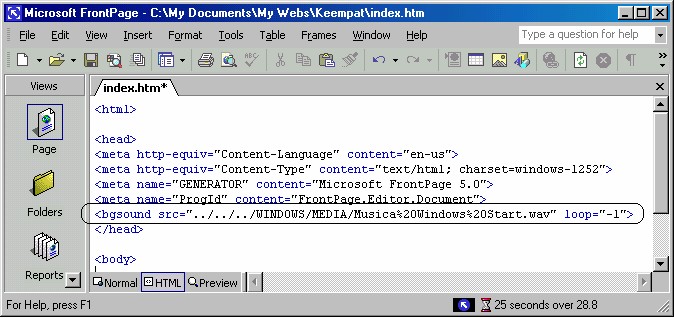 Microsoft FrontPage - C:\My Documents\My Webs\Keempat\index.htm
File Edit View Insert Format Tools Table Frames Window Help Type a question for help
Views
index.htm*
Page
Folders
Reports
<html>
<head>
<meta http-equiv="Content-Language" content="en-us">
<meta http-equiv="Content-Type" content="text/html; charset=windows-1252">
<meta name="GENERATOR" content="Microsoft FrontPage 5.0">
<meta name="ProgId" content="FrontPage.Editor.Document">
<bgsound src="../../../WINDOWS/MEDIA/Musica%20Windows%20Start.wav" loop="-1">
</head>
<body>
Normal HTML Preview
For Help, press F1 25 seconds over 28.8